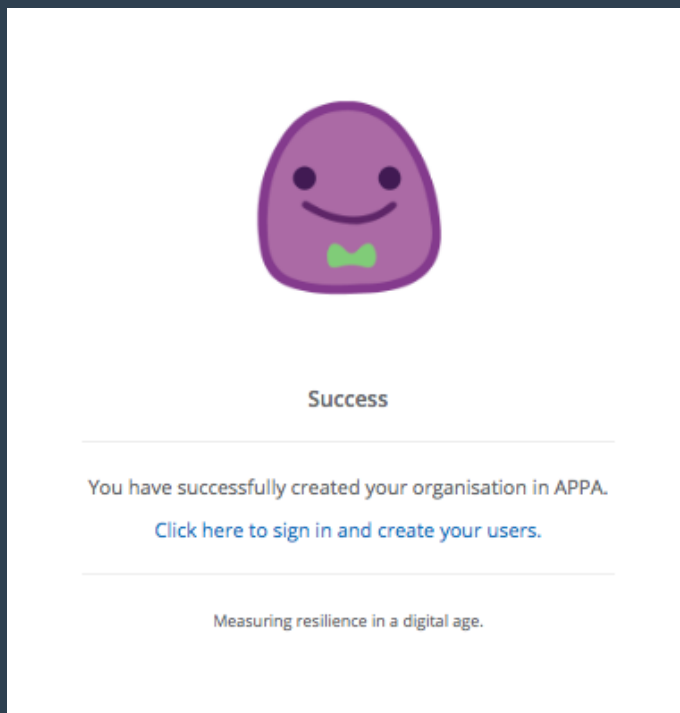 Success
You have successfully created your organisation in APPA.
Click here to sign in and create your users.
Measuring resilience in a digital age.